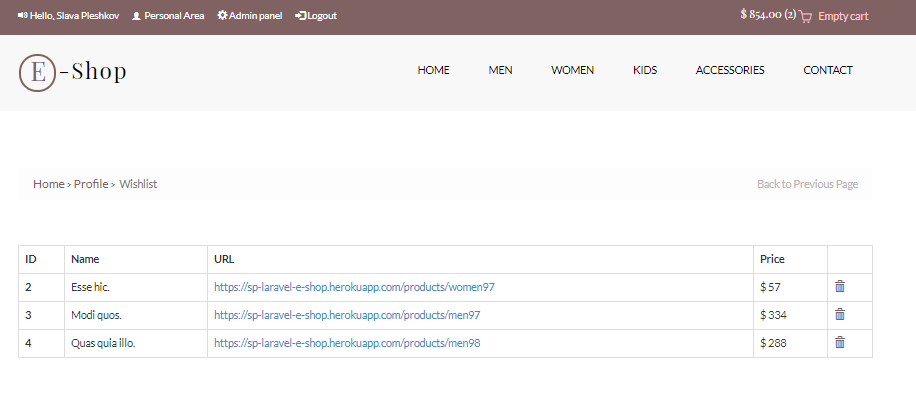 Hello, Slava Pleshkov Personal Area Admin panel Logout $ 854.00 (2) Empty cart
E-Shop HOME MEN WOMEN KIDS ACCESSORIES CONTACT
Home > Profile > Wishlist Back to Previous Page
ID Name URL Price
2 Esse hic. https://sp-laravel-e-shop.herokuapp.com/products/women97 $ 57
3 Modi quos. https://sp-laravel-e-shop.herokuapp.com/products/men97 $ 334
4 Quas quia illo. https://sp-laravel-e-shop.herokuapp.com/products/men98 $ 288